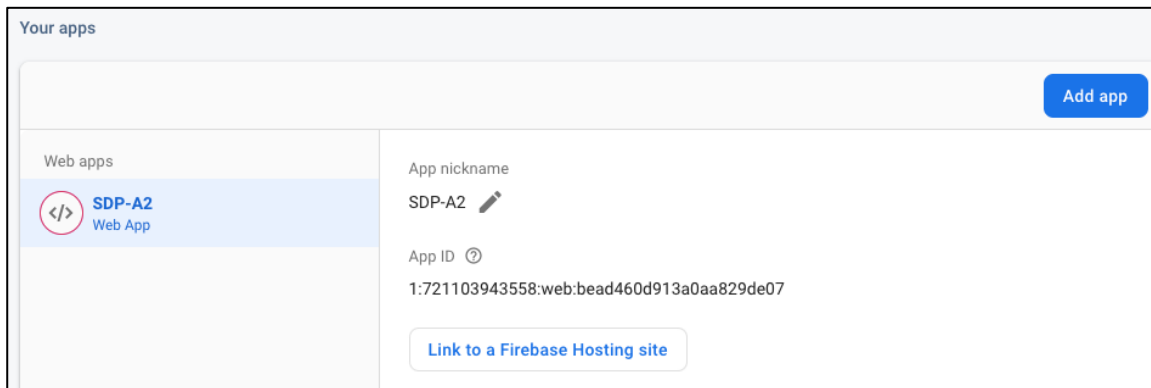 Your apps
Add app
Web apps
</>
SDP-A2
Web App
App nickname
SDP-A2
App ID ?
1:721103943558:web:bead460d913a0aa829de07
Link to a Firebase Hosting site